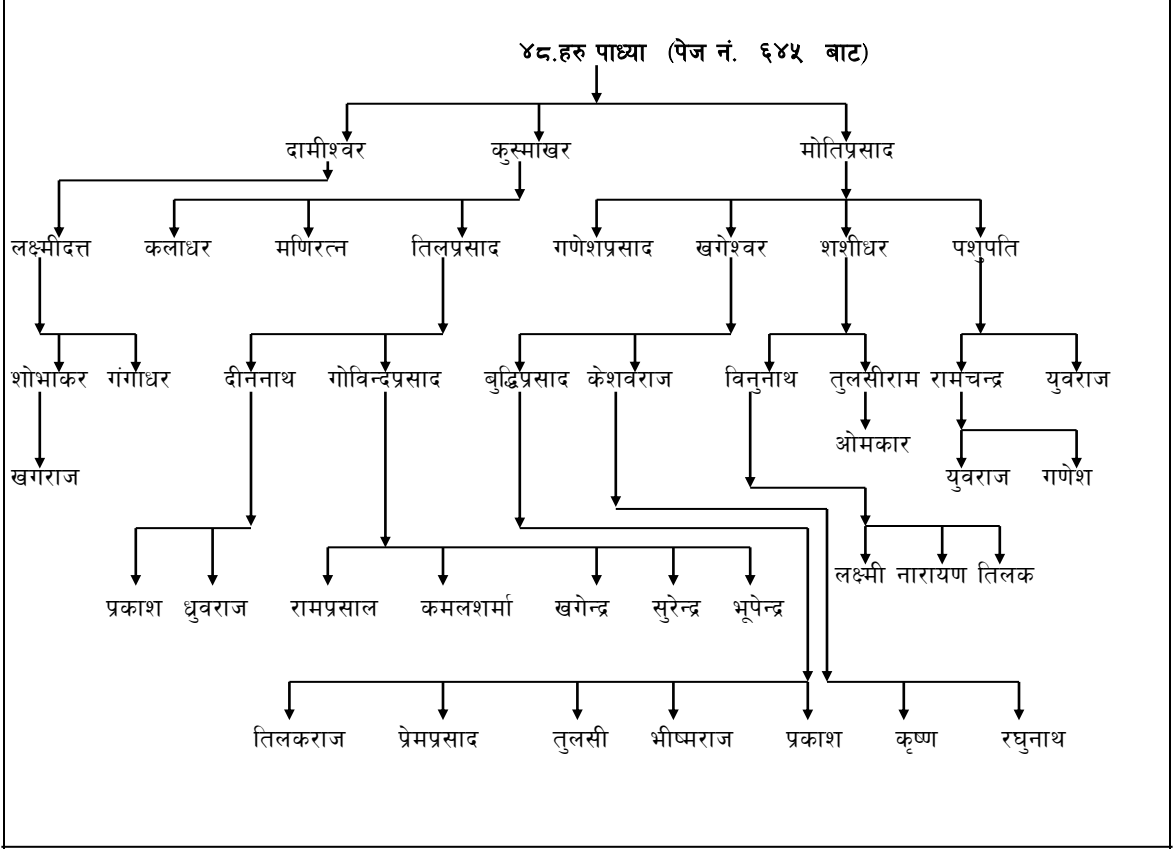 ४८.हरु पाध्या (पेज नं. ६४५ बाट)
दामीश्वर कुस्माखर मोतिप्रसाद
लक्ष्मीदत्त कलाधर मणिरत्न तिलप्रसाद गणेशप्रसाद खगेश्वर शशीधर पशुपति
शोभाकर गंगाधर दीननाथ गोविन्दप्रसाद बुद्धिप्रसाद केशवराज विनुनाथ तुलसीराम रामचन्द्र युवराज
ओमकार
खगराज युवराज गणेश
लक्ष्मी नारायण तिलक
प्रकाश ध्रुवराज रामप्रसाल कमलशर्मा खगेन्द्र सुरेन्द्र भूपेन्द्र
तिलकराज प्रेमप्रसाद तुलसी भीष्मराज प्रकाश कृष्ण रघुनाथ